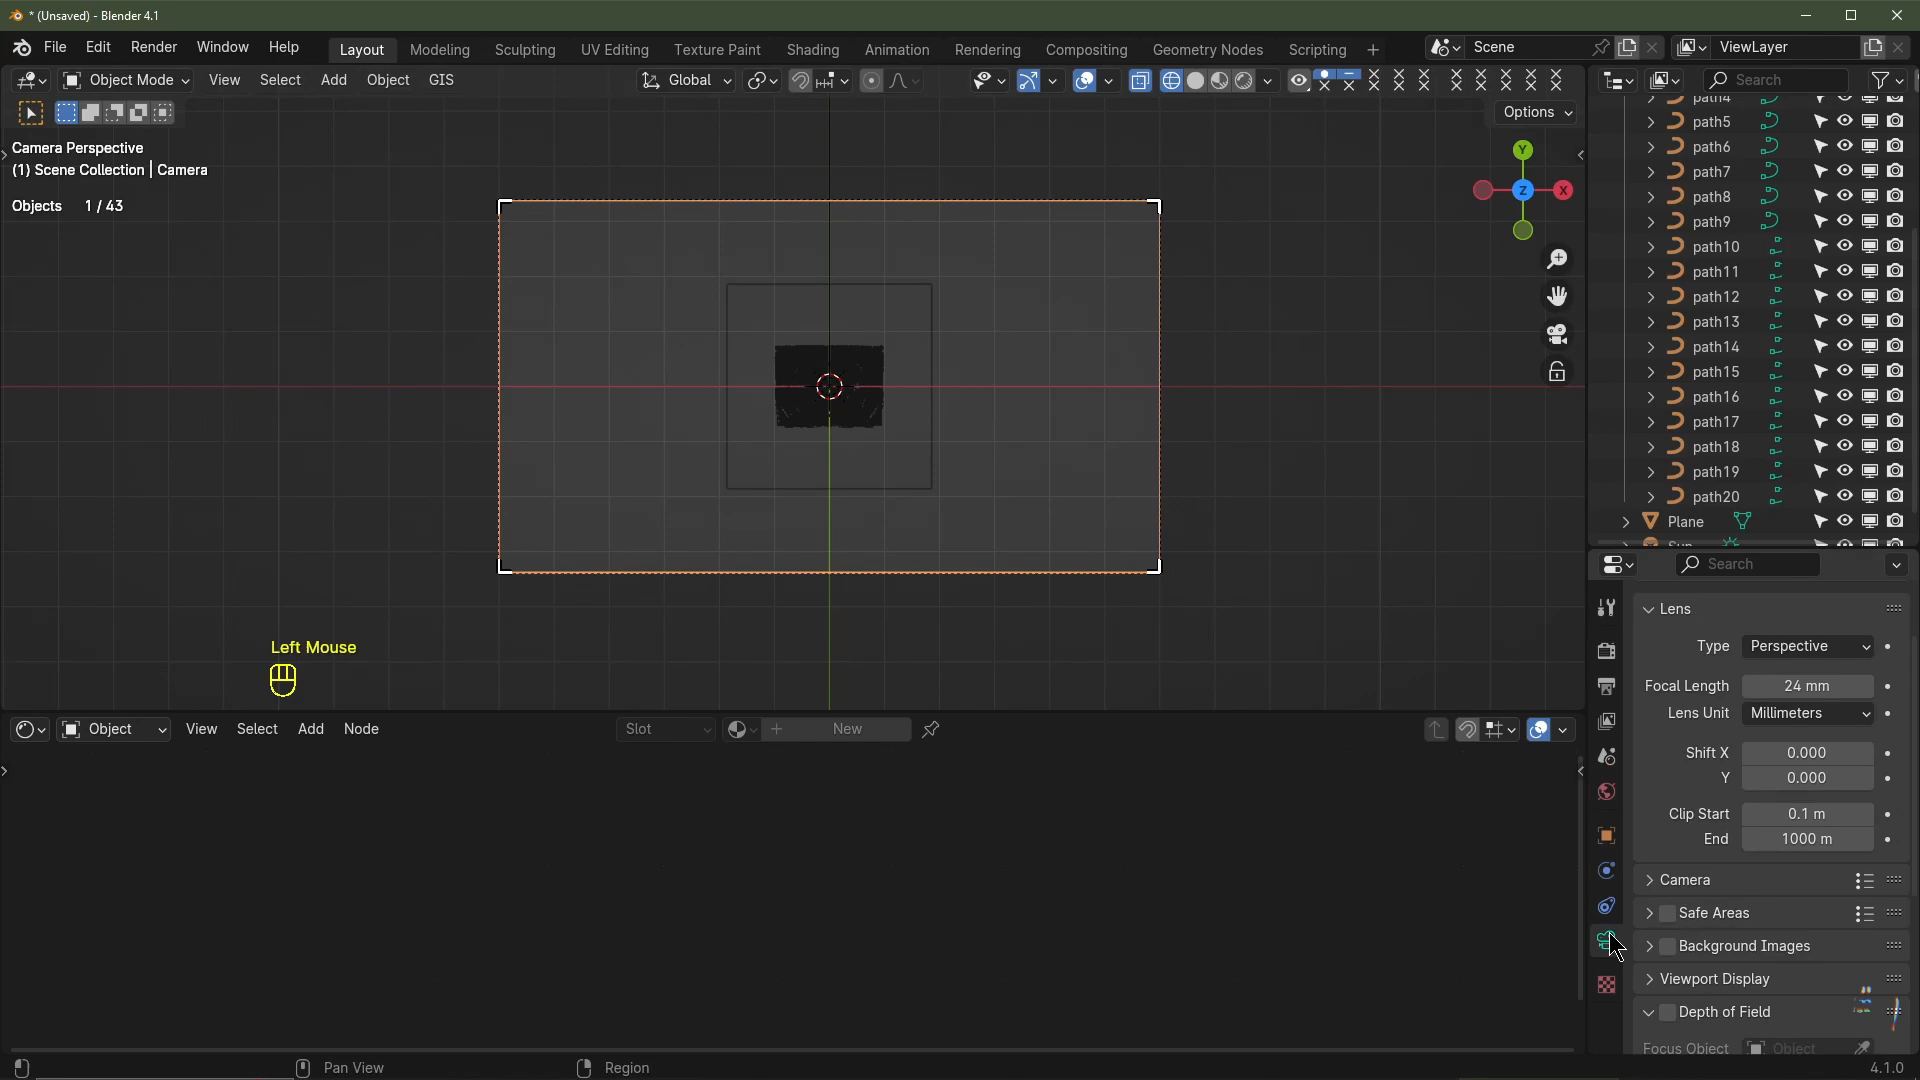 * (Unsaved) - Blender 4.1
File Edit Render Window Help Layout Modeling Sculpting UV Editing Texture Paint Shading Animation Rendering Compositing Geometry Nodes Scripting + Scene ViewLayer
Object Mode View Select Add Object GIS Global Search
Options
Camera Perspective
(1) Scene Collection | Camera
Objects 1 / 43
Y
Z X
path4
path5
path6
path7
path8
path9
path10
path11
path12
path13
path14
path15
path16
path17
path18
path19
path20
Plane
Sun
Search
Lens
Type Perspective
Focal Length 24 mm
Lens Unit Millimeters
Shift X 0.000
Y 0.000
Clip Start 0.1 m
End 1000 m
Camera
Safe Areas
Background Images
Viewport Display
Depth of Field
Focus Object Object
Left Mouse
Object View Select Add Node Slot New
Pan View Region 4.1.0